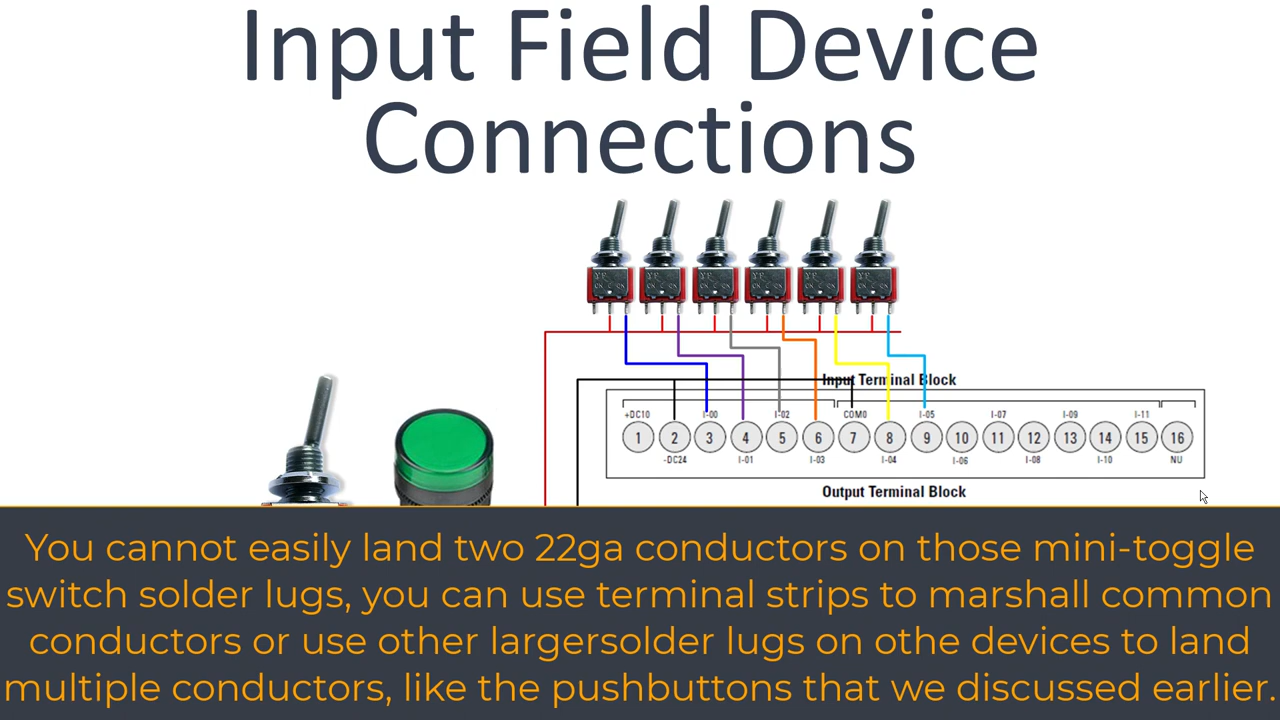 Input Field Device
Connections
Input Terminal Block
+DC10 I-00 I-02 COM0 I-05 I-07 I-09 I-11
1 2 3 4 5 6 7 8 9 10 11 12 13 14 15 16
-DC24 I-01 I-03 I-04 I-06 I-08 I-10 NU
Output Terminal Block
You cannot easily land two 22ga conductors on those mini-toggle
switch solder lugs, you can use terminal strips to marshall common
conductors or use other largersolder lugs on othe devices to land
multiple conductors, like the pushbuttons that we discussed earlier.